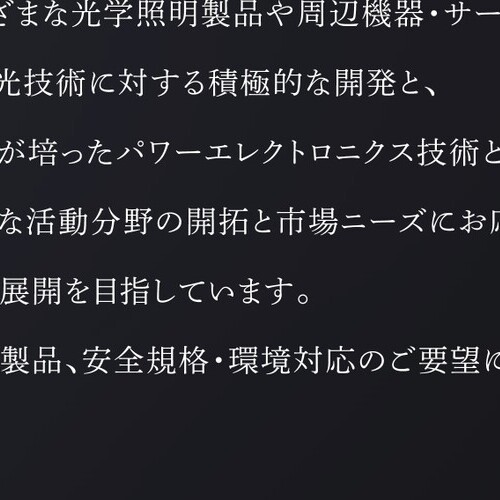 ざまな光学照明製品や周辺機器・サー
光技術に対する積極的な開発と、
が培ったパワーエレクトロニクス技術と
な活動分野の開拓と市場ニーズにお応
展開を目指しています。
製品、安全規格・環境対応のご要望に